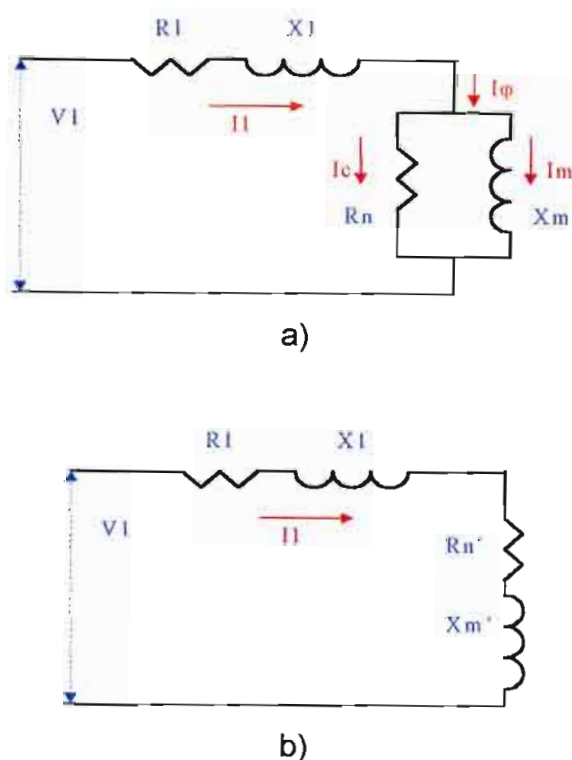 R1 X1
V1 I1 Iφ
Ic Im
Rn Xm
a)
R1 X1
V1 I1
Rn'
Xm'
b)